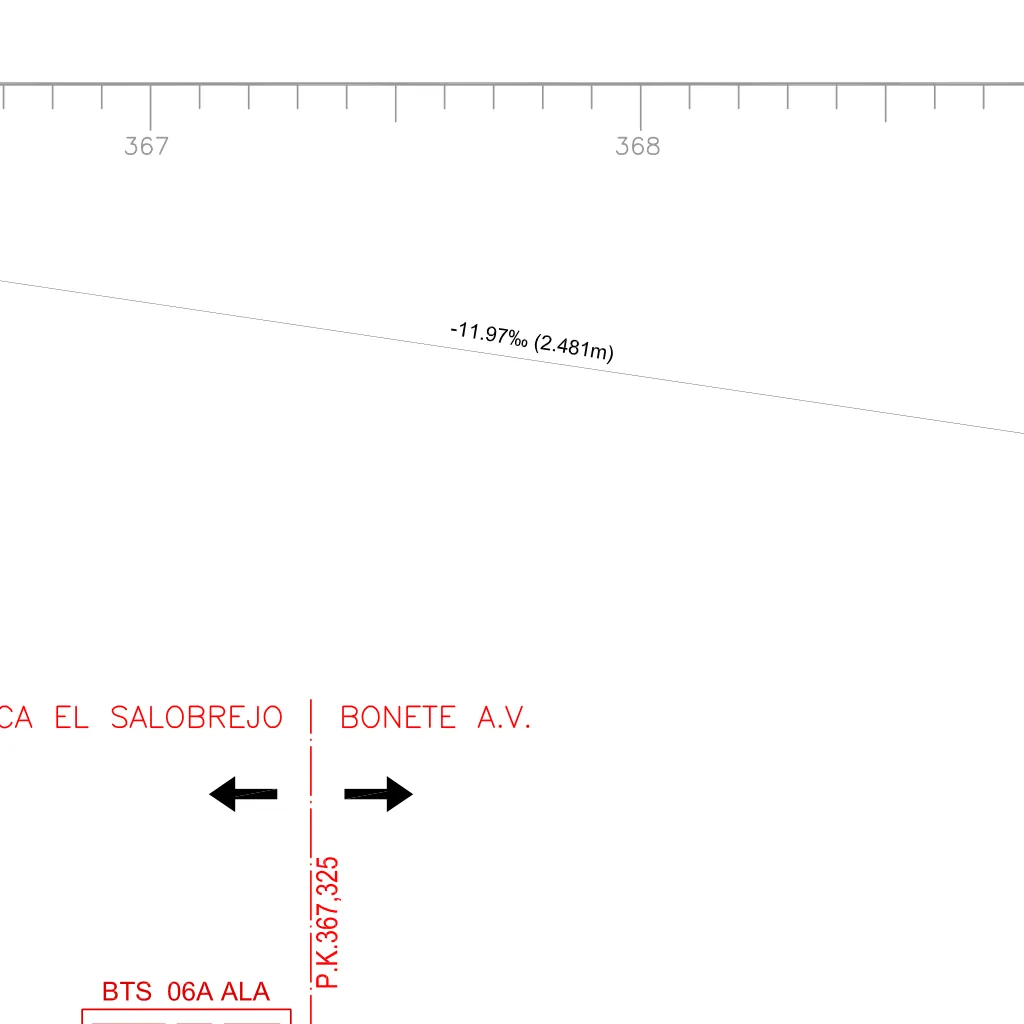 367 368
-11.97‰ (2.481m)
CA EL SALOBREJO BONETE A.V.
P.K.367,325
BTS 06A ALA